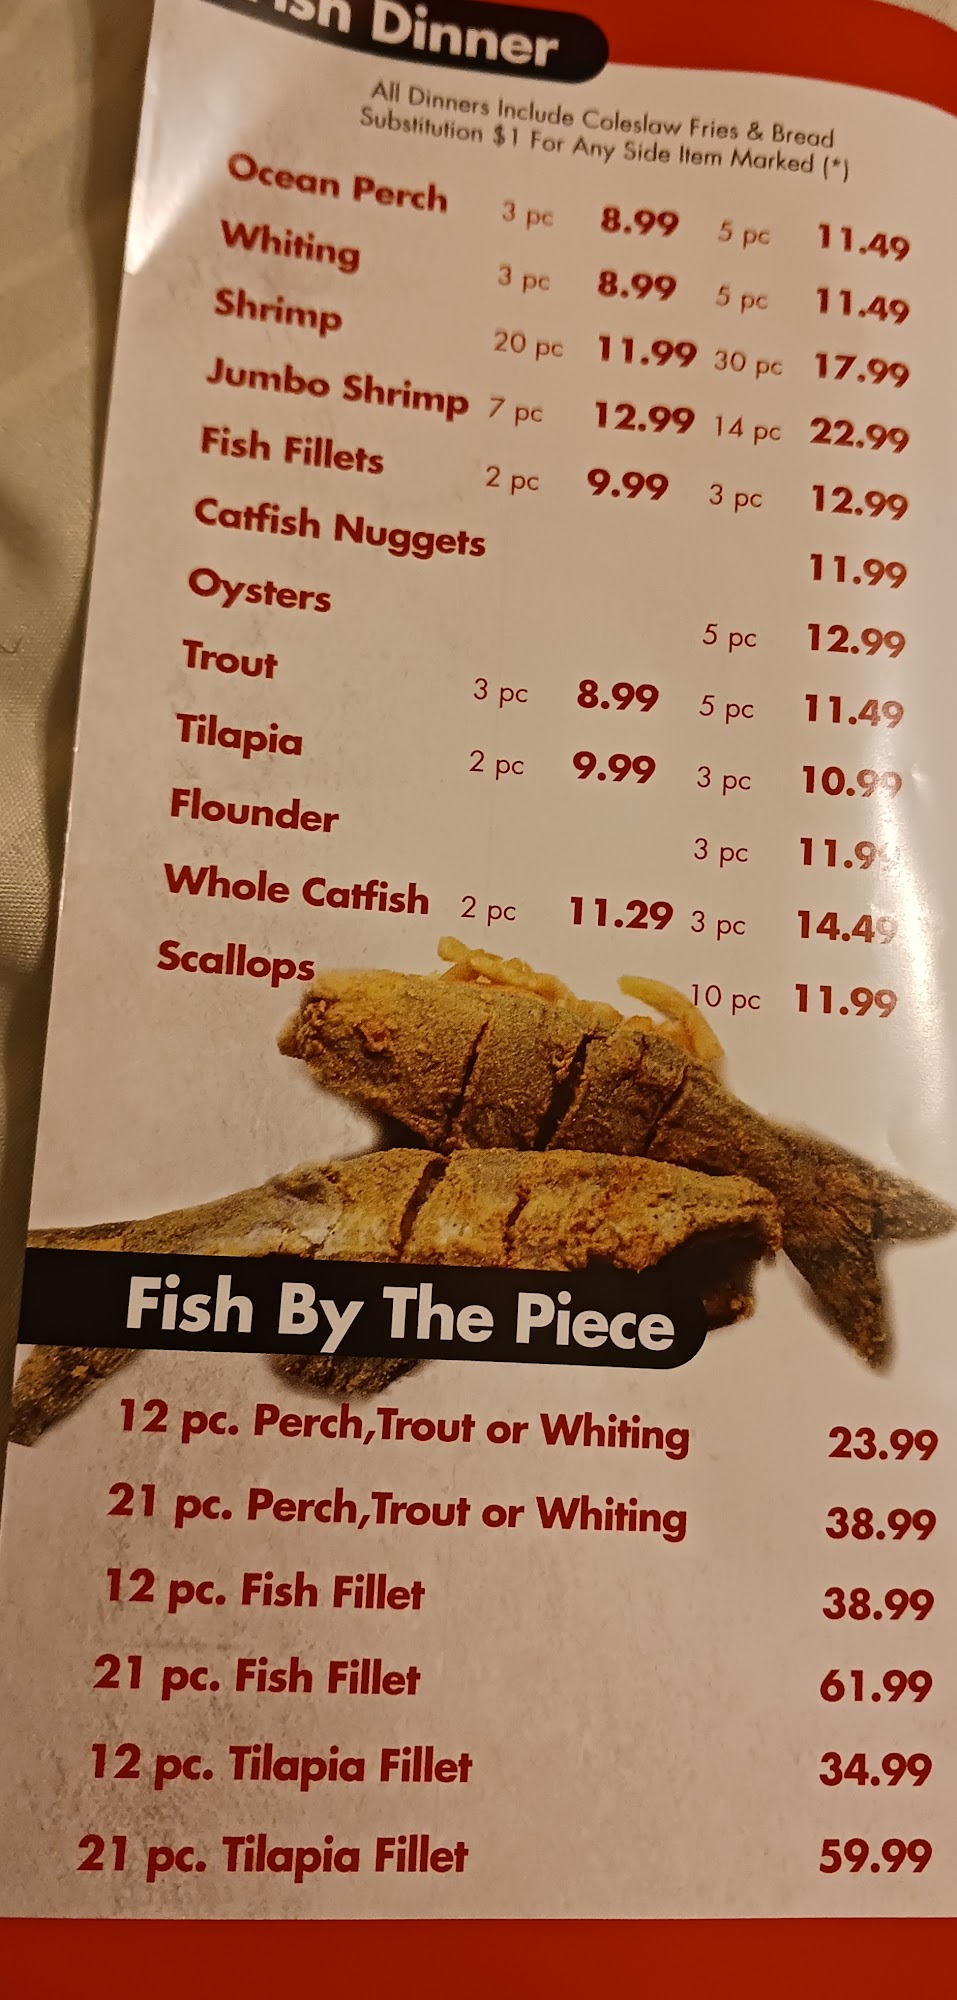 Fish Dinner
All Dinners Include Coleslaw Fries & Bread
Substitution $1 For Any Side Item Marked (*)
Ocean Perch 3 pc 8.99 5 pc 11.49
Whiting 3 pc 8.99 5 pc 11.49
Shrimp 20 pc 11.99 30 pc 17.99
Jumbo Shrimp 7 pc 12.99 14 pc 22.99
Fish Fillets 2 pc 9.99 3 pc 12.99
Catfish Nuggets 11.99
Oysters 5 pc 12.99
Trout 3 pc 8.99 5 pc 11.49
Tilapia 2 pc 9.99 3 pc 10.99
Flounder 3 pc 11.99
Whole Catfish 2 pc 11.29 3 pc 14.49
Scallops 10 pc 11.99
Fish By The Piece
12 pc. Perch,Trout or Whiting 23.99
21 pc. Perch,Trout or Whiting 38.99
12 pc. Fish Fillet 38.99
21 pc. Fish Fillet 61.99
12 pc. Tilapia Fillet 34.99
21 pc. Tilapia Fillet 59.99